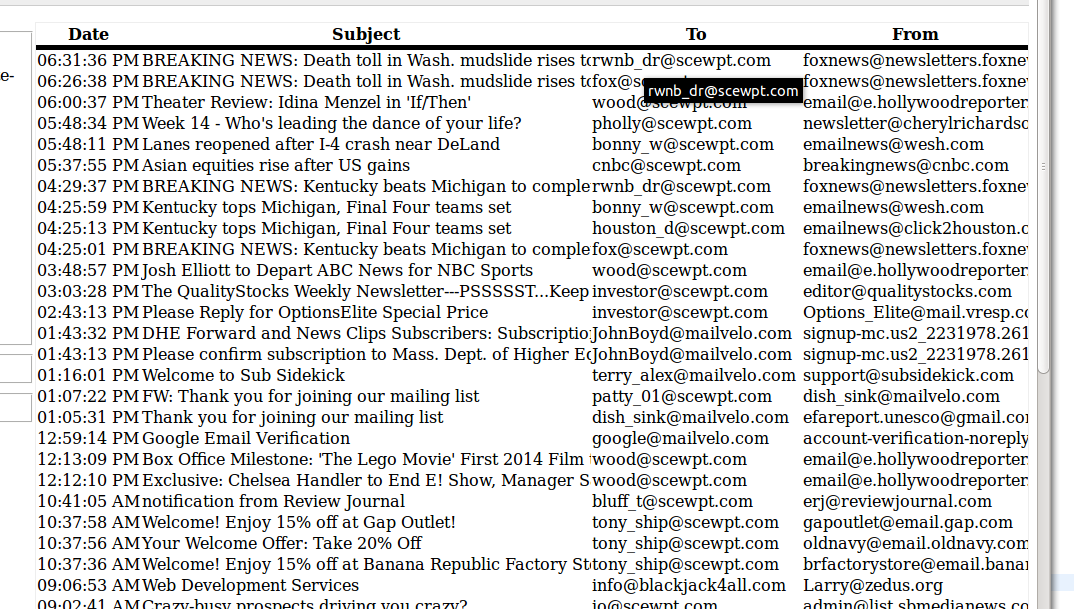 Date Subject To From
06:31:36 PM BREAKING NEWS: Death toll in Wash. mudslide rises to rwnb_dr@scewpt.com foxnews@newsletters.foxne
06:26:38 PM BREAKING NEWS: Death toll in Wash. mudslide rises to fox@ foxnews@newsletters.foxne
rwnb_dr@scewpt.com
e-
06:00:37 PM Theater Review: Idina Menzel in 'If/Then' wood@scewpt.com email@e.hollywoodreporter
05:48:34 PM Week 14 - Who's leading the dance of your life? pholly@scewpt.com newsletter@cherylrichardso
05:48:11 PM Lanes reopened after I-4 crash near DeLand bonny_w@scewpt.com emailnews@wesh.com
05:37:55 PM Asian equities rise after US gains cnbc@scewpt.com breakingnews@cnbc.com
04:29:37 PM BREAKING NEWS: Kentucky beats Michigan to comple rwnb_dr@scewpt.com foxnews@newsletters.foxne
04:25:59 PM Kentucky tops Michigan, Final Four teams set bonny_w@scewpt.com emailnews@wesh.com
04:25:13 PM Kentucky tops Michigan, Final Four teams set houston_d@scewpt.com emailnews@click2houston.c
04:25:01 PM BREAKING NEWS: Kentucky beats Michigan to comple fox@scewpt.com foxnews@newsletters.foxne
03:48:57 PM Josh Elliott to Depart ABC News for NBC Sports wood@scewpt.com email@e.hollywoodreporter
03:03:28 PM The QualityStocks Weekly Newsletter---PSSSSST...Keep investor@scewpt.com editor@qualitystocks.com
02:43:13 PM Please Reply for OptionsElite Special Price investor@scewpt.com Options_Elite@mail.vresp.co
01:43:32 PM DHE Forward and News Clips Subscribers: Subscriptio JohnBoyd@mailvelo.com signup-mc.us2_2231978.261
01:43:13 PM Please confirm subscription to Mass. Dept. of Higher Ed JohnBoyd@mailvelo.com signup-mc.us2_2231978.261
01:16:01 PM Welcome to Sub Sidekick terry_alex@mailvelo.com support@subsidekick.com
01:07:22 PM FW: Thank you for joining our mailing list patty_01@scewpt.com dish_sink@mailvelo.com
01:05:31 PM Thank you for joining our mailing list dish_sink@mailvelo.com efareport.unesco@gmail.co
12:59:14 PM Google Email Verification google@mailvelo.com account-verification-noreply
12:13:09 PM Box Office Milestone: 'The Lego Movie' First 2014 Film wood@scewpt.com email@e.hollywoodreporter
12:12:10 PM Exclusive: Chelsea Handler to End E! Show, Manager S wood@scewpt.com email@e.hollywoodreporter
10:41:05 AM notification from Review Journal bluff_t@scewpt.com erj@reviewjournal.com
10:37:58 AM Welcome! Enjoy 15% off at Gap Outlet! tony_ship@scewpt.com gapoutlet@email.gap.com
10:37:56 AM Your Welcome Offer: Take 20% Off tony_ship@scewpt.com oldnavy@email.oldnavy.com
10:37:36 AM Welcome! Enjoy 15% off at Banana Republic Factory St tony_ship@scewpt.com brfactorystore@email.bana
09:06:53 AM Web Development Services info@blackjack4all.com Larry@zedus.org
09:02:41 AM Crazy-busy prospects driving you crazy? jo@scewpt.com admin@list.sbmedianews.co